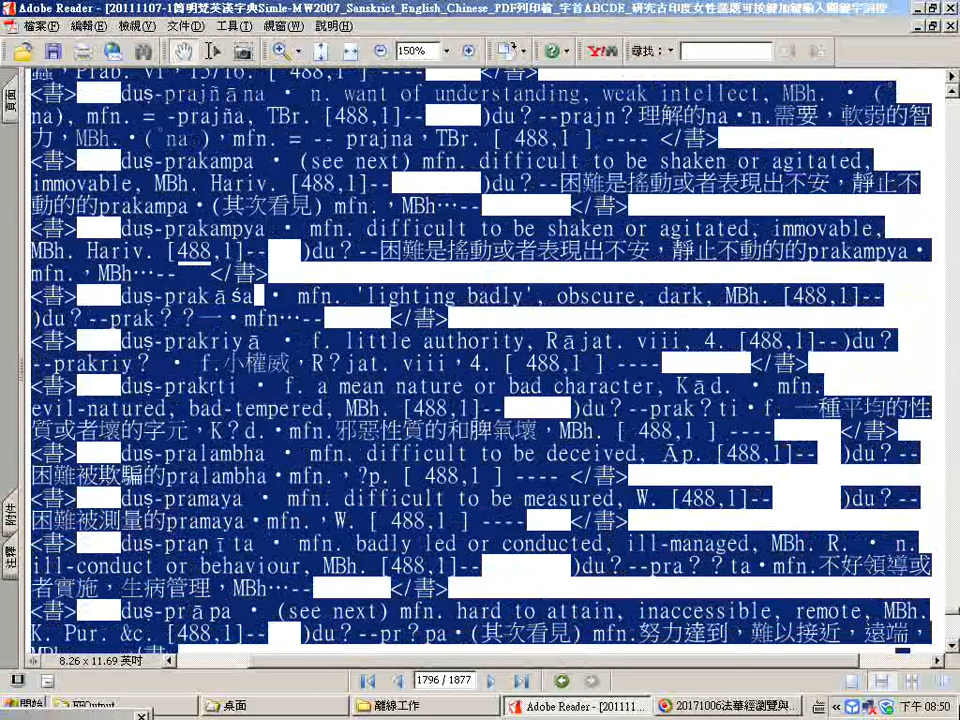 Adobe Reader - [20111107-1簡明梵英漢字典Simle-MW2007_Sanskrict_English_Chinese_PDF列印檔_字首ABCDE_研究古印度女性議題可按鍵加鍵輸入關鍵字詞搜
檔案(F) 編輯(E) 檢視(V) 文件(D) 工具(T) 視窗(W) 說明(H)
150% 尋找：
頁面
蟲，Prab. vi, 15/16. [ 488,1 ] ---- </書>
<書> duṣ-prajñāna • n. want of understanding, weak intellect, MBh. • (°
na), mfn. = -prajña, TBr. [488,1]-- )du？--prajn？理解的na•n.需要，軟弱的智
力，MBh.•(°na ), mfn. = -- prajna, TBr. [ 488,1 ] ---- </書>
<書> duṣ-prakampa • (see next) mfn. difficult to be shaken or agitated,
immovable, MBh. Hariv. [488,1]-- )du？--困難是搖動或者表現出不安，靜止不
動的的prakampa•(其次看見) mfn.，MBh…-- </書>
<書> duṣ-prakampya • mfn. difficult to be shaken or agitated, immovable,
MBh. Hariv. [488,1]-- )du？--困難是搖動或者表現出不安，靜止不動的的prakampya•
mfn.，MBh…-- </書>
<書> duṣ-prakāśa • mfn. 'lighting badly', obscure, dark, MBh. [488,1]--
)du？--prak？？一•mfn…-- </書>
<書> duṣ-prakriyā • f. little authority, Rājat. viii, 4. [488,1]--)du？
--prakriy？ • f.小權威，R？jat. viii，4. [ 488,1 ] ---- </書>
<書> duṣ-prakṛti • f. a mean nature or bad character, Kād. • mfn.
evil-natured, bad-tempered, MBh. [488,1]-- )du？--prak？ti•f. 一種平均的性
質或者壞的字元，K？d.•mfn.邪惡性質的和脾氣壞，MBh. [ 488,1 ] ---- </書>
<書> duṣ-pralambha • mfn. difficult to be deceived, Āp. [488,1]-- )du？--
困難被欺騙的pralambha•mfn.，?p. [ 488,1 ] ---- </書>
<書> duṣ-pramaya • mfn. difficult to be measured, W. [488,1]-- )du？--
困難被測量的pramaya•mfn.，W. [ 488,1 ] ---- </書>
<書> duṣ-praṇīta • mfn. badly led or conducted, ill-managed, MBh. R. • n.
ill-conduct or behaviour, MBh. [488,1]-- )du？--pra？？ta•mfn.不好領導或
者實施，生病管理，MBh…-- </書>
<書> duṣ-prāpa • (see next) mfn. hard to attain, inaccessible, remote, MBh.
K. Pur. &c. [488,1]-- )du？--pr？pa•(其次看見) mfn.努力達到，難以接近，遠端，
附件
注釋
8.26 x 11.69 英吋
1796 / 1877
開始 FFOutput 桌面 離線工作 Adobe Reader - [201111... 20171006法華經瀏覽與... 下午 08:50